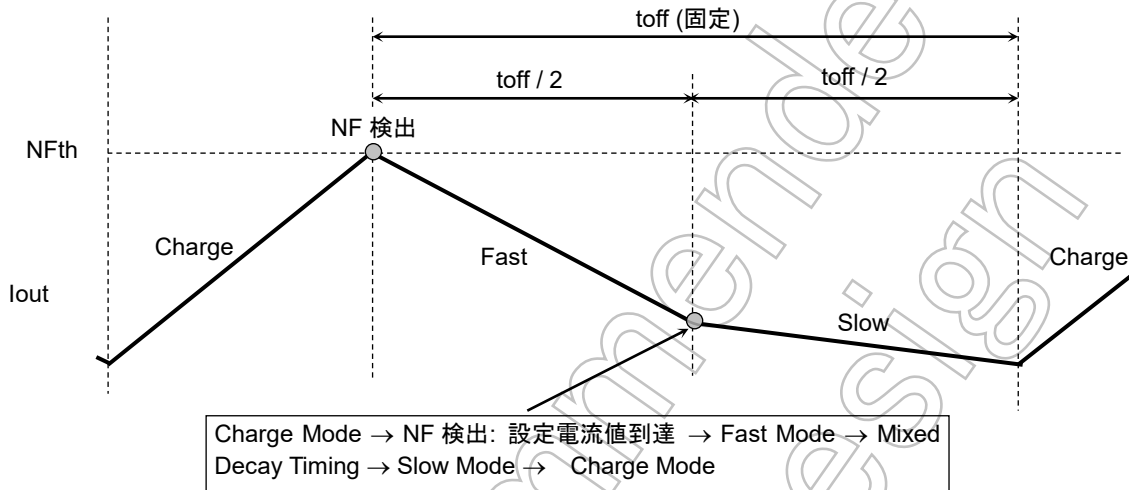 toff (固定)
toff / 2
toff / 2
NF 検出
NFth
Charge
Fast
Charge
Iout
Slow
Charge Mode → NF 検出: 設定電流値到達 → Fast Mode → Mixed
Decay Timing → Slow Mode → Charge Mode